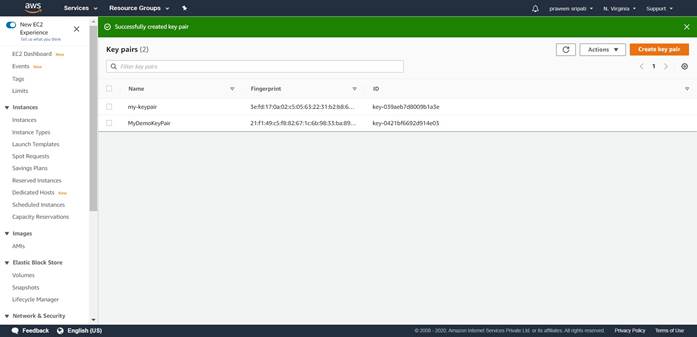 aws
Services
Resource Groups
praveen sripati
N. Virginia
Support
New EC2
Experience
Tell us what you think
EC2 Dashboard New
Events New
Tags
Limits
Instances
Instances
Instance Types
Launch Templates
Spot Requests
Savings Plans
Reserved Instances
Dedicated Hosts New
Scheduled Instances
Capacity Reservations
Images
AMIs
Elastic Block Store
Volumes
Snapshots
Lifecycle Manager
Network & Security
Successfully created key pair
Key pairs (2)
Actions
Create key pair
Filter key pairs
1
Name
Fingerprint
ID
my-keypair
3e:fd:17:0a:02:c5:05:63:22:31:b2:b8:6...
key-039aeb7d8009b1a3e
MyDemoKeyPair
21:f1:49:c5:f8:82:67:1c:6b:98:33:ba:89...
key-0421bf6692d914e03
Feedback
English (US)
© 2008 - 2020, Amazon Internet Services Private Ltd. or its affiliates. All rights reserved.
Privacy Policy
Terms of Use